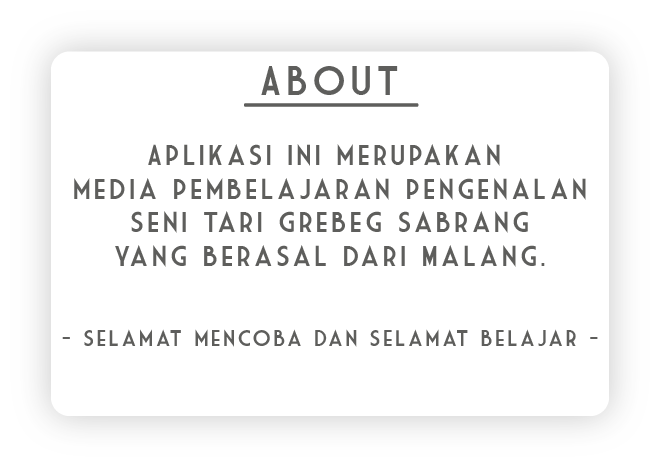 ABOUT
APLIKASI INI MERUPAKAN
MEDIA PEMBELAJARAN PENGENALAN
SENI TARI GREBEG SABRANG
YANG BERASAL DARI MALANG.
- SELAMAT MENCOBA DAN SELAMAT BELAJAR -